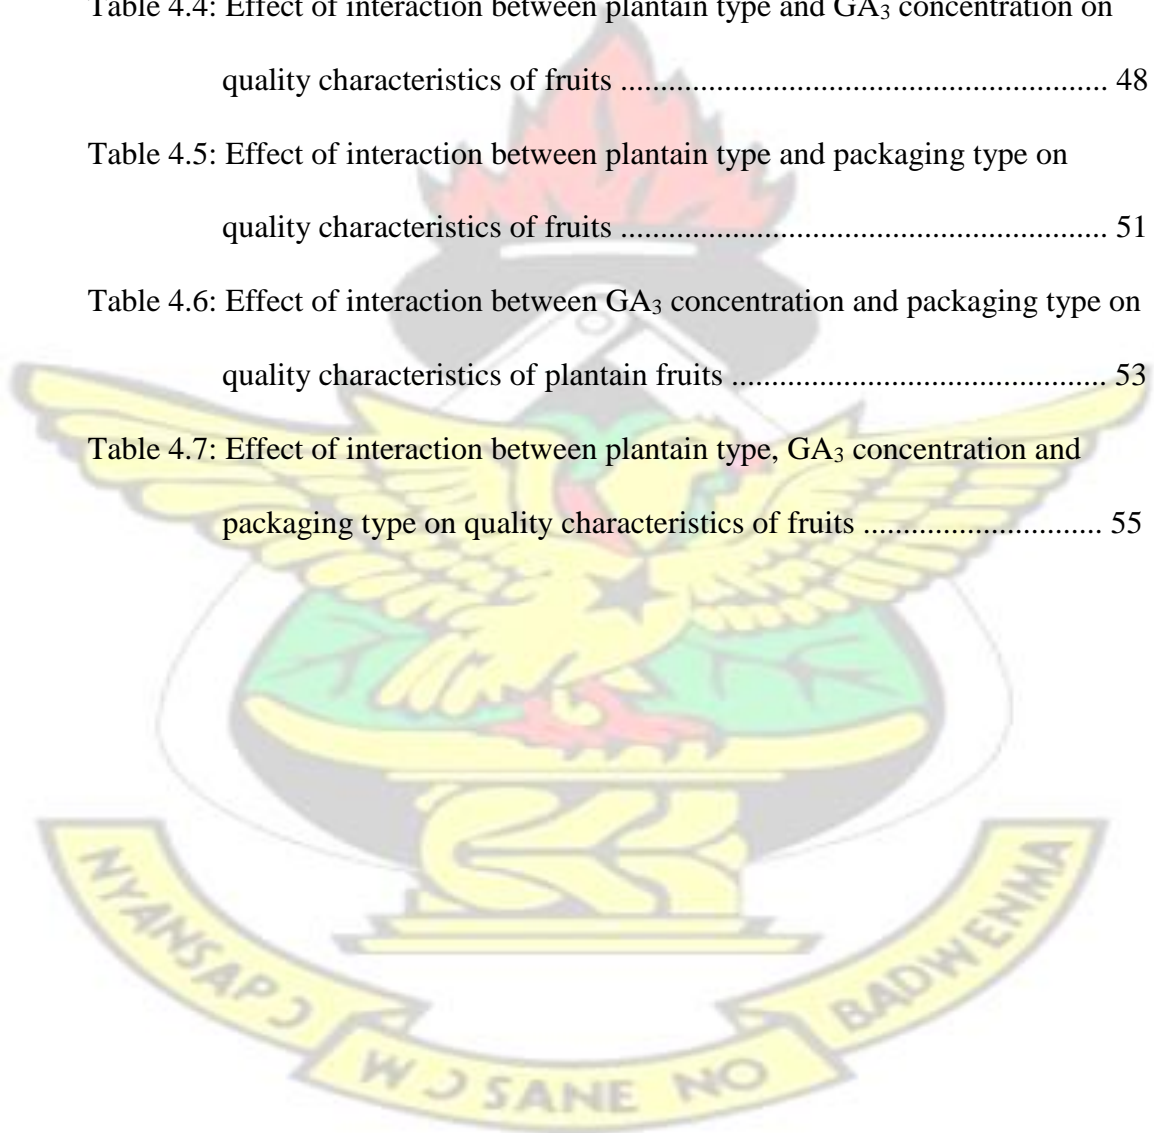 Table 4.4: Effect of interaction between plantain type and GA₃ concentration on
quality characteristics of fruits ............................................................. 48
Table 4.5: Effect of interaction between plantain type and packaging type on
quality characteristics of fruits ............................................................. 51
Table 4.6: Effect of interaction between GA₃ concentration and packaging type on
quality characteristics of plantain fruits ............................................... 53
Table 4.7: Effect of interaction between plantain type, GA₃ concentration and
packaging type on quality characteristics of fruits .............................. 55
NYANSAPƆ
WƆSANE NO
BADWENMA